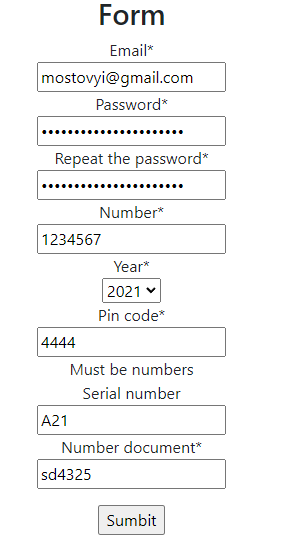 Form
Email*
mostovyi@gmail.com
Password*
••••••••••••••••••••••
Repeat the password*
••••••••••••••••••••••
Number*
1234567
Year*
2021
Pin code*
4444
Must be numbers
Serial number
A21
Number document*
sd4325
Sumbit